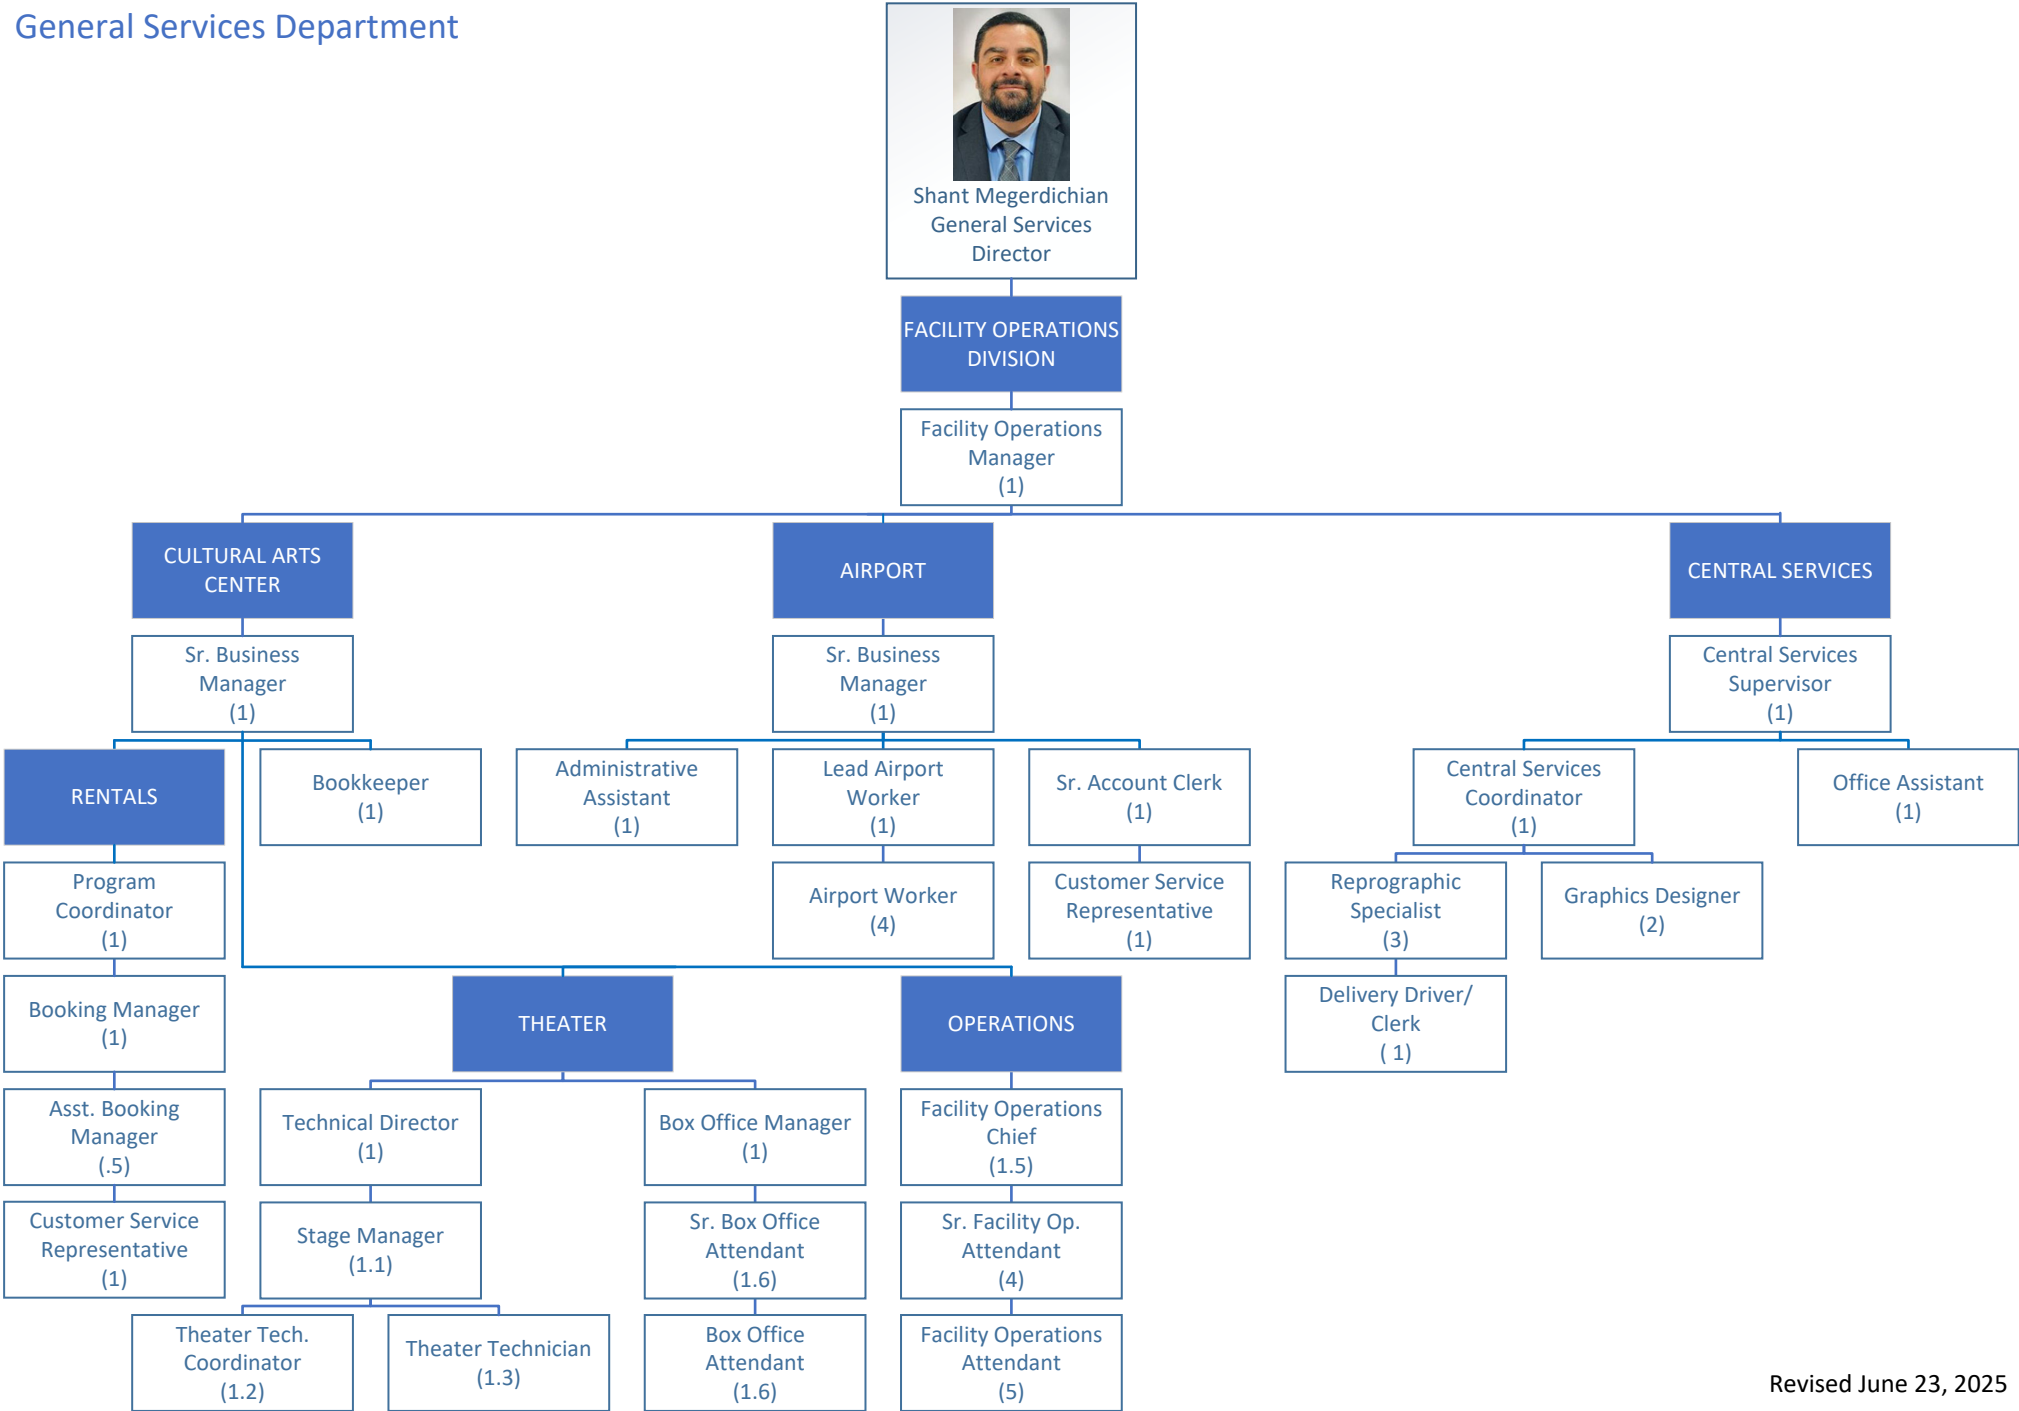 General Services Department
Shant Megerdichian
General Services
Director
FACILITY OPERATIONS
DIVISION
Facility Operations
Manager
(1)
CULTURAL ARTS
CENTER
AIRPORT
CENTRAL SERVICES
Sr. Business
Manager
(1)
Sr. Business
Manager
(1)
Central Services
Supervisor
(1)
RENTALS
Bookkeeper
(1)
Administrative
Assistant
(1)
Lead Airport
Worker
(1)
Sr. Account Clerk
(1)
Central Services
Coordinator
(1)
Office Assistant
(1)
Program
Coordinator
(1)
Airport Worker
(4)
Customer Service
Representative
(1)
Reprographic
Specialist
(3)
Graphics Designer
(2)
Booking Manager
(1)
THEATER
OPERATIONS
Delivery Driver/
Clerk
( 1)
Asst. Booking
Manager
(.5)
Technical Director
(1)
Box Office Manager
(1)
Facility Operations
Chief
(1.5)
Customer Service
Representative
(1)
Stage Manager
(1.1)
Sr. Box Office
Attendant
(1.6)
Sr. Facility Op.
Attendant
(4)
Theater Tech.
Coordinator
(1.2)
Theater Technician
(1.3)
Box Office
Attendant
(1.6)
Facility Operations
Attendant
(5)
Revised June 23, 2025